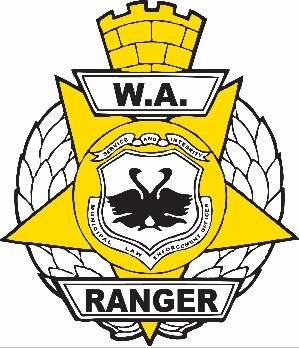 W.A.
SERVICE AND INTEGRITY
MUNICIPAL LAW ENFORCEMENT OFFICER
RANGER